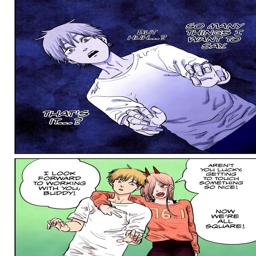 SO MANY
THINGS I
WANT TO
SAY.
BUT
HUH...?
THAT'S
IT...?
AREN'T
YOU LUCKY,
GETTING TO
TOUCH
SOMETHING
SO NICE!
I LOOK
FORWARD
TO WORKING
WITH YOU,
BUDDY!
NOW
WE'RE
ALL
SQUARE!
16 1